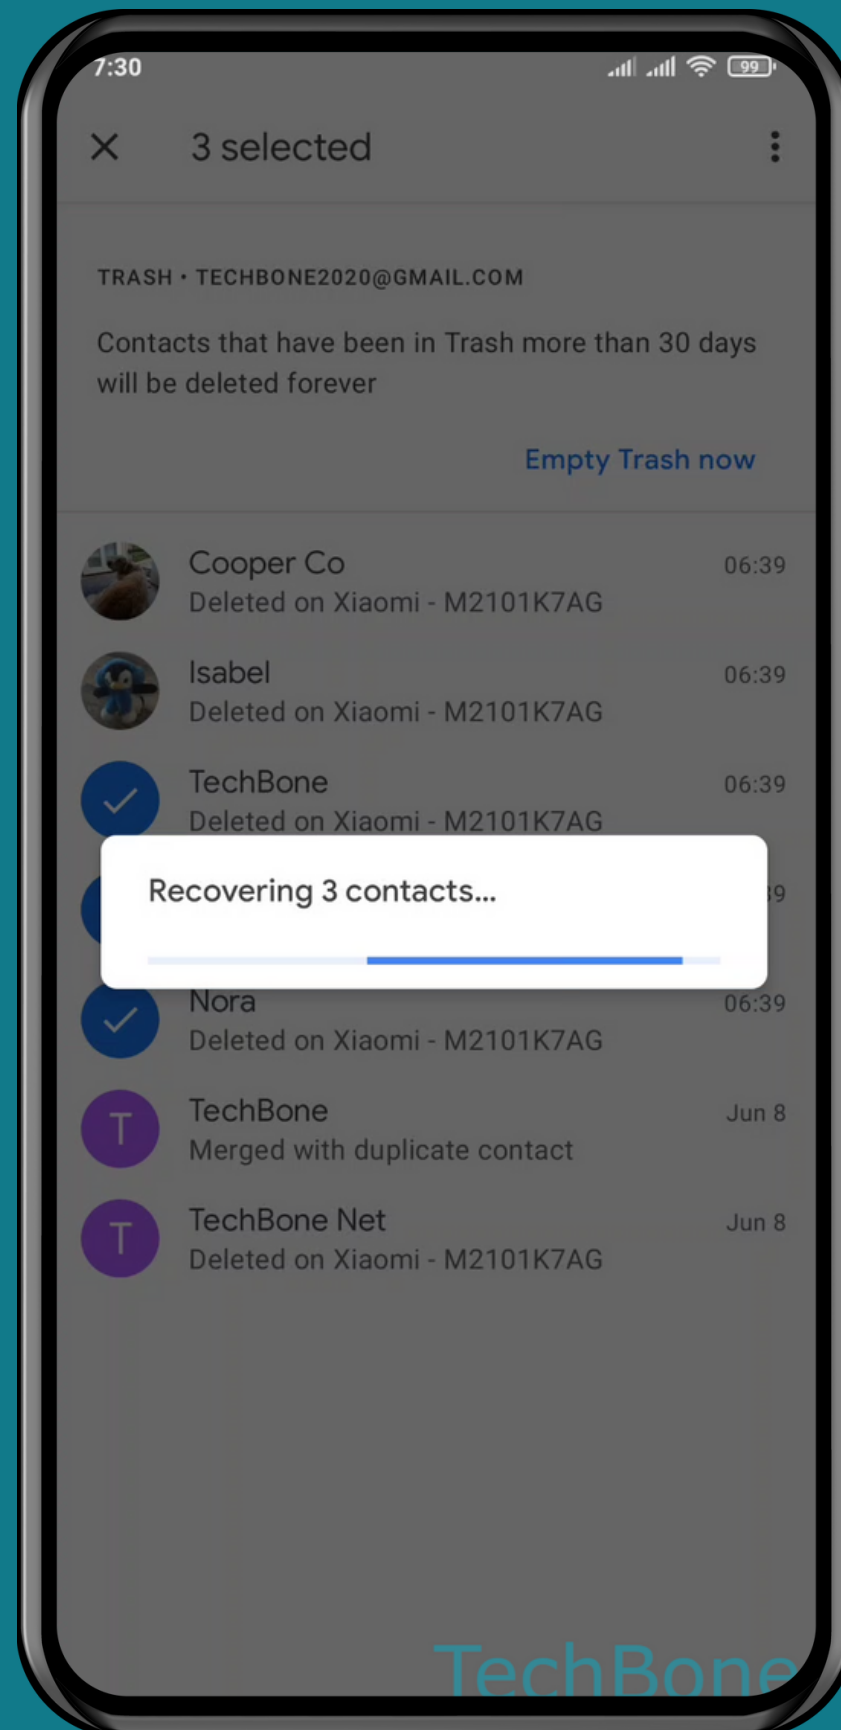 7:30
99
3 selected
TRASH • TECHBONE2020@GMAIL.COM
Contacts that have been in Trash more than 30 days
will be deleted forever
Empty Trash now
Cooper Co
06:39
Deleted on Xiaomi - M2101K7AG
Isabel
06:39
Deleted on Xiaomi - M2101K7AG
TechBone
06:39
Deleted on Xiaomi - M2101K7AG
Recovering 3 contacts...
Nora
06:39
Deleted on Xiaomi - M2101K7AG
T
TechBone
Jun 8
Merged with duplicate contact
T
TechBone Net
Jun 8
Deleted on Xiaomi - M2101K7AG
TechBone